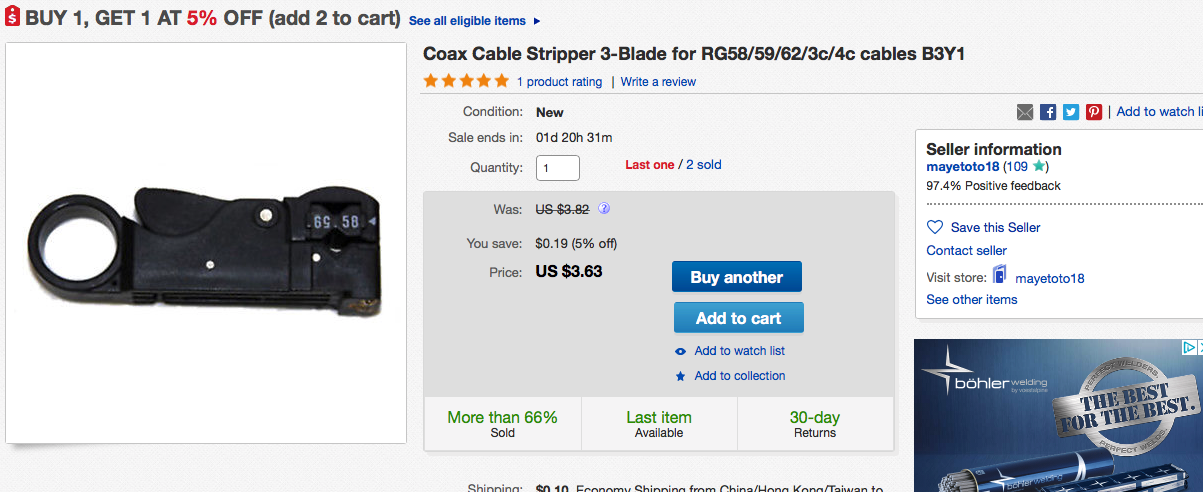 BUY 1, GET 1 AT 5% OFF (add 2 to cart) See all eligible items
Coax Cable Stripper 3-Blade for RG58/59/62/3c/4c cables B3Y1
1 product rating | Write a review
Condition: New
Sale ends in: 01d 20h 31m
Quantity: 1 Last one / 2 sold
Was: US $3.82 ?
You save: $0.19 (5% off)
Price: US $3.63
Buy another
Add to cart
Add to watch list
Add to collection
More than 66% Sold
Last item Available
30-day Returns
Shipping: $0.10 Economy Shipping from China/Hong Kong/Taiwan to
| Add to watch li
Seller information
mayetoto18 (109 )
97.4% Positive feedback
Save this Seller
Contact seller
Visit store: mayetoto18
See other items
böhler welding
by voestalpine
PERFECT WELDERS.
THE BEST
FOR THE BEST.
PERFECT WELDS.
böhler welding
58